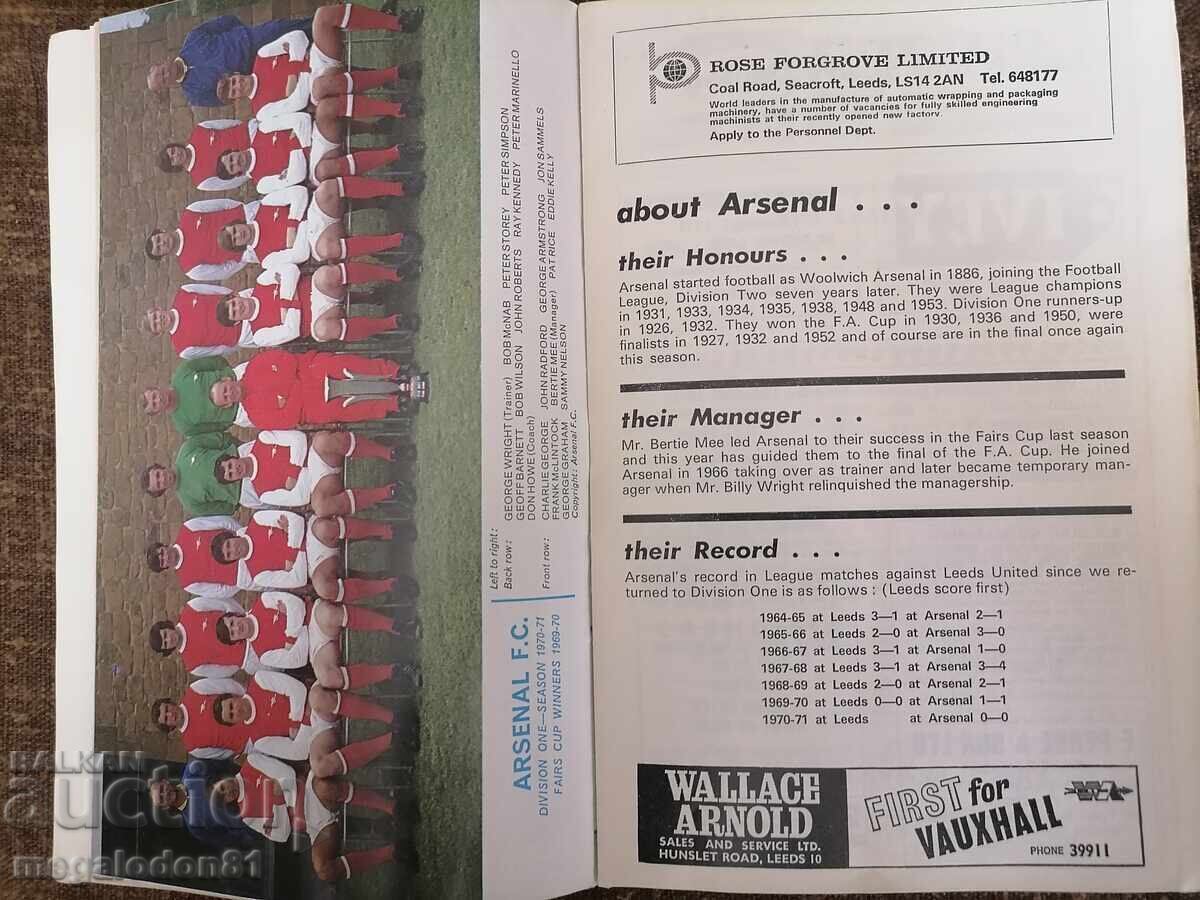 ARSENAL F.C.
DIVISION ONE—SEASON 1970-71
FAIRS CUP WINNERS 1969-70
Left to right:
Back row: GEORGE WRIGHT (Trainer) BOB McNAB PETER STOREY PETER SIMPSON
GEOFF BARNETT BOB WILSON JOHN ROBERTS RAY KENNEDY PETER MARINELLO
DON HOWE (Coach)
Front row: CHARLIE GEORGE JOHN RADFORD GEORGE ARMSTRONG JON SAMMELS
FRANK McLINTOCK BERTIE MEE (Manager) PAT RICE EDDIE KELLY
GEORGE GRAHAM SAMMY NELSON
Copyright: Arsenal F.C.
ROSE FORGROVE LIMITED
Coal Road, Seacroft, Leeds, LS14 2AN Tel. 648177
World leaders in the manufacture of automatic wrapping and packaging
machinery, have a number of vacancies for fully skilled engineering
machinists at their recently opened new factory
Apply to the Personnel Dept.
about Arsenal . . .
their Honours . . .
Arsenal started football as Woolwich Arsenal in 1886, joining the Football
League, Division Two seven years later. They were League champions
in 1931, 1933, 1934, 1935, 1938, 1948 and 1953. Division One runners-up
in 1926, 1932. They won the F.A. Cup in 1930, 1936 and 1950, were
finalists in 1927, 1932 and 1952 and of course are in the final once again
this season.
their Manager . . .
Mr. Bertie Mee led Arsenal to their success in the Fairs Cup last season
and this year has guided them to the final of the F.A. Cup. He joined
Arsenal in 1966 taking over as trainer and later became temporary man-
ager when Mr. Billy Wright relinquished the managership.
their Record . . .
Arsenal's record in League matches against Leeds United since we re-
turned to Division One is as follows : (Leeds score first)
1964-65 at Leeds 3—1 at Arsenal 2—1
1965-66 at Leeds 2—0 at Arsenal 3—0
1966-67 at Leeds 3—1 at Arsenal 1—0
1967-68 at Leeds 3—1 at Arsenal 3—4
1968-69 at Leeds 2—0 at Arsenal 2—1
1969-70 at Leeds 0—0 at Arsenal 1—1
1970-71 at Leeds at Arsenal 0—0
WALLACE
ARNOLD
SALES AND SERVICE LTD.
HUNSLET ROAD, LEEDS 10
FIRST for
VAUXHALL
WA
PHONE 39911
BALKAN
auction
megalodon81